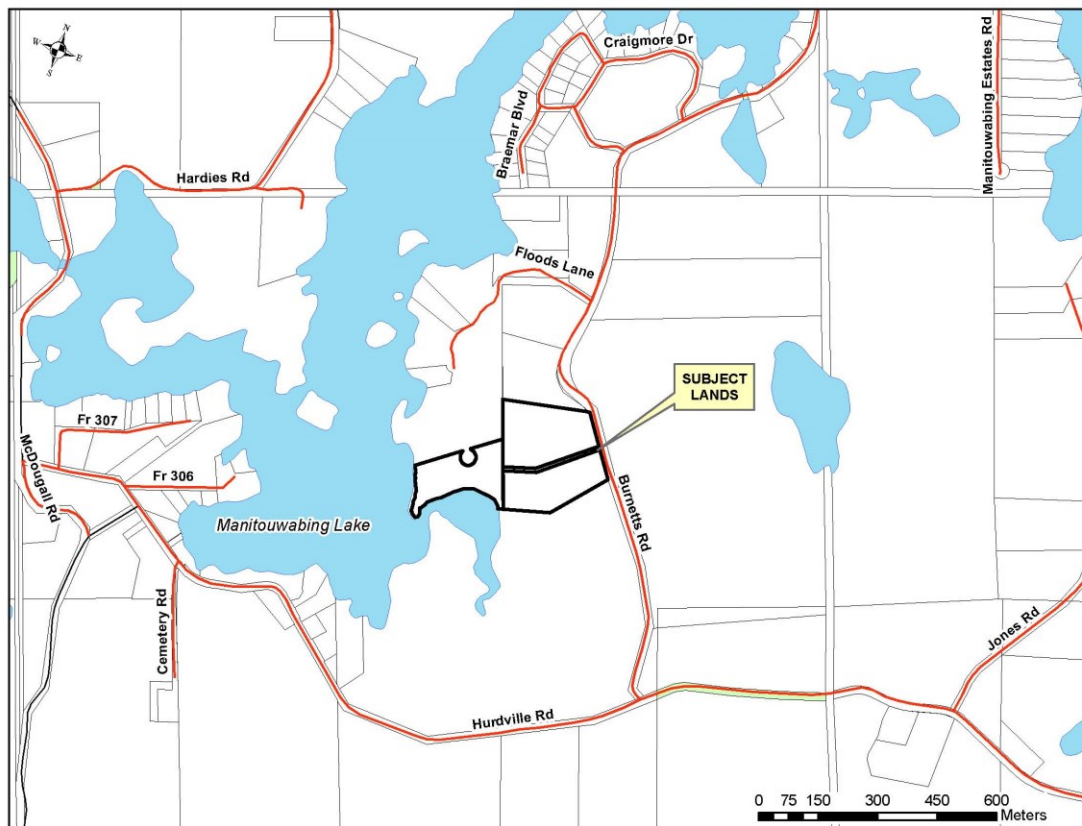 N
W
E
S
Craigmore Dr
Braemar Blvd
Manitouwabing Estates Rd
Hardies Rd
Floods Lane
SUBJECT
LANDS
Fr 307
Fr 306
McDougall Rd
Manitouwabing Lake
Burnetts Rd
Cemetery Rd
Jones Rd
Hurdville Rd
0 75 150 300 450 600
Meters